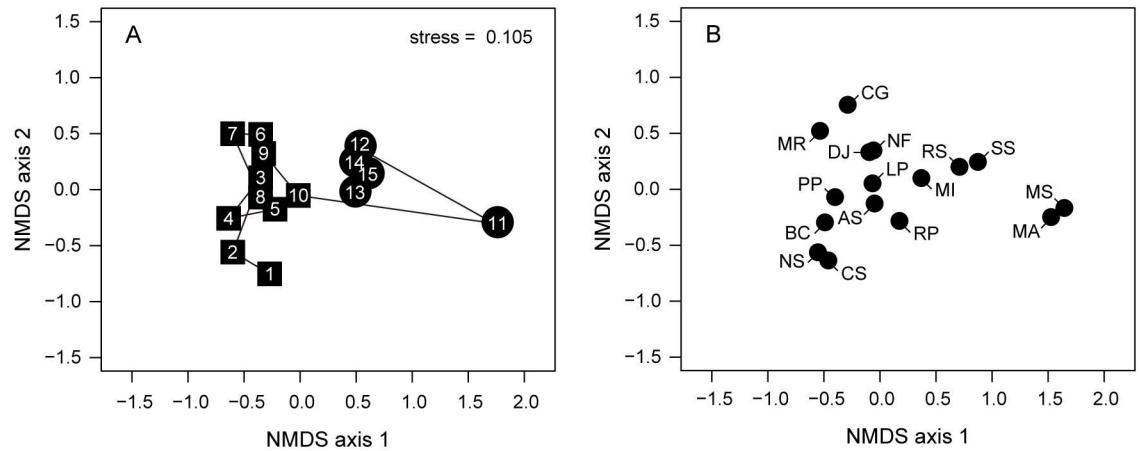 A
stress = 0.105
1.5
1.0
0.5
0.0
−0.5
−1.0
−1.5
NMDS axis 2
7
6
9
3
8
10
4
5
2
1
12
14
15
13
11
−1.5 −1.0 −0.5 0.0 0.5 1.0 1.5 2.0
NMDS axis 1
B
1.5
1.0
0.5
0.0
−0.5
−1.0
−1.5
NMDS axis 2
CG
MR
DJ
NF
RS
SS
LP
MI
PP
MS
AS
BC
RP
MA
NS
CS
−1.5 −1.0 −0.5 0.0 0.5 1.0 1.5 2.0
NMDS axis 1